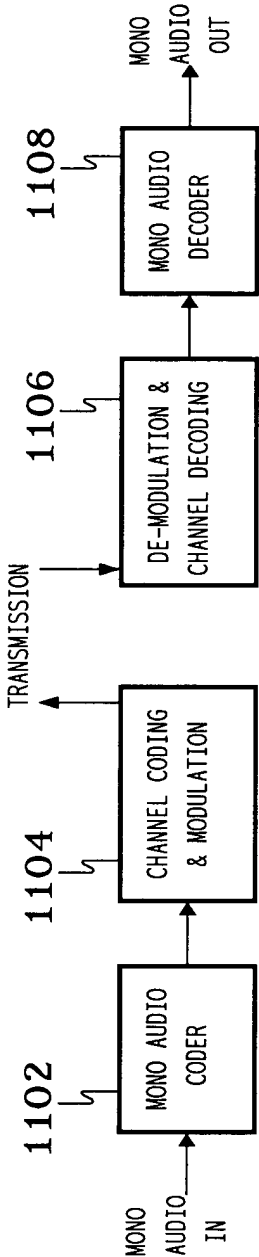 1102
1104
TRANSMISSION
1106
1108
MONO
AUDIO
IN
MONO AUDIO
CODER
CHANNEL CODING
& MODULATION
DE-MODULATION &
CHANNEL DECODING
MONO AUDIO
DECODER
MONO
AUDIO
OUT